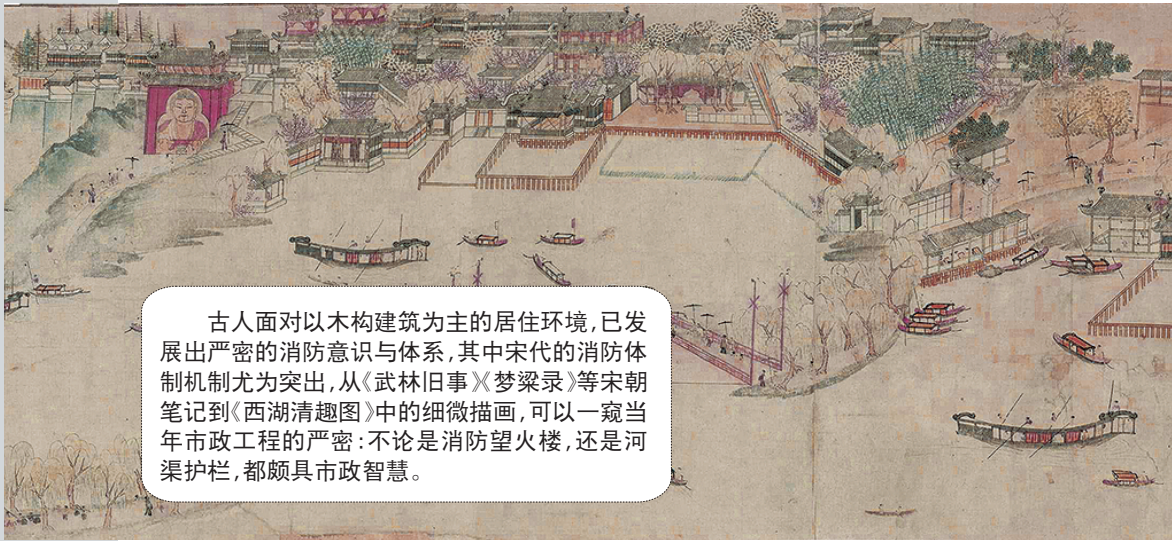 古人面对以木构建筑为主的居住环境,已发
展出严密的消防意识与体系,其中宋代的消防体
制机制尤为突出,从《武林旧事》《梦粱录》等宋朝
笔记到《西湖清趣图》中的细微描画,可以一窥当
年市政工程的严密:不论是消防望火楼,还是河
渠护栏,都颇具市政智慧。